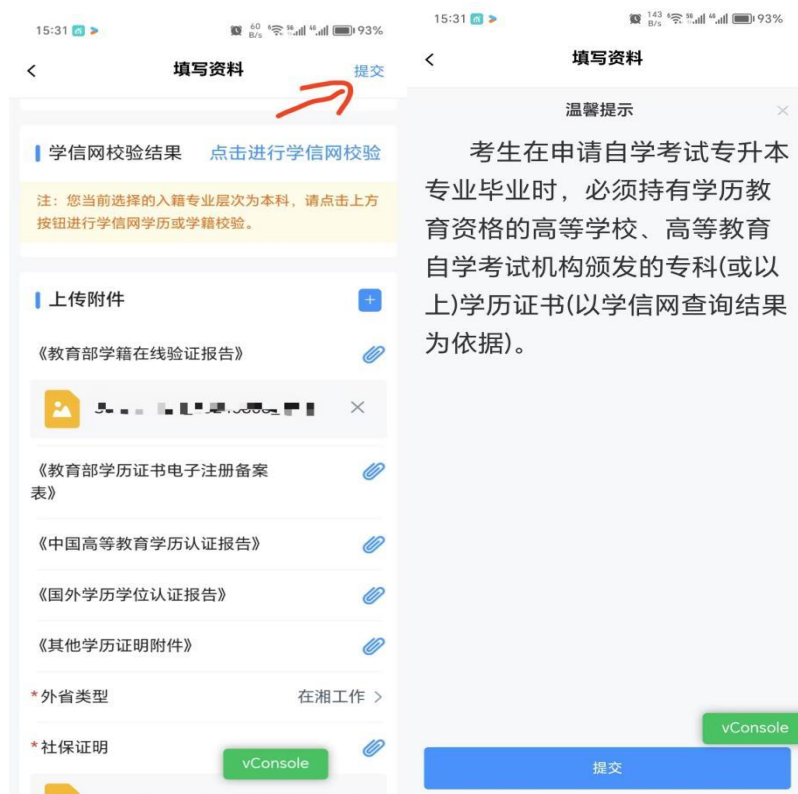 15:31
60
B/s
56
46
93%
填写资料
提交
学信网校验结果
点击进行学信网校验
注：您当前选择的入籍专业层次为本科，请点击上方
按钮进行学信网学历或学籍校验。
上传附件
《教育部学籍在线验证报告》
《教育部学历证书电子注册备案
表》
《中国高等教育学历认证报告》
《国外学历学位认证报告》
《其他学历证明附件》
*外省类型
在湘工作 >
*社保证明
vConsole
15:31
143
B/s
56
46
93%
填写资料
温馨提示
考生在申请自学考试专升本
专业毕业时，必须持有学历教
育资格的高等学校、高等教育
自学考试机构颁发的专科(或以
上)学历证书(以学信网查询结果
为依据)。
vConsole
提交